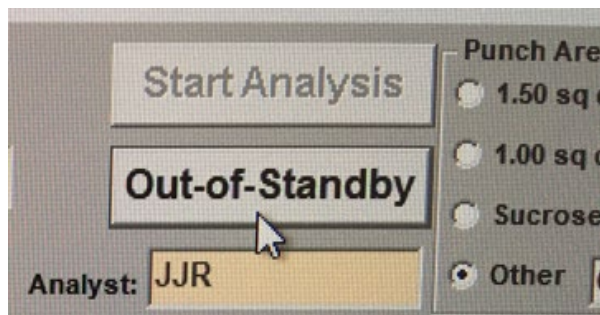 Start Analysis
Out-of-Standby
Analyst: JJR
Punch Are
1.50 sq
1.00 sq
Sucrose
Other